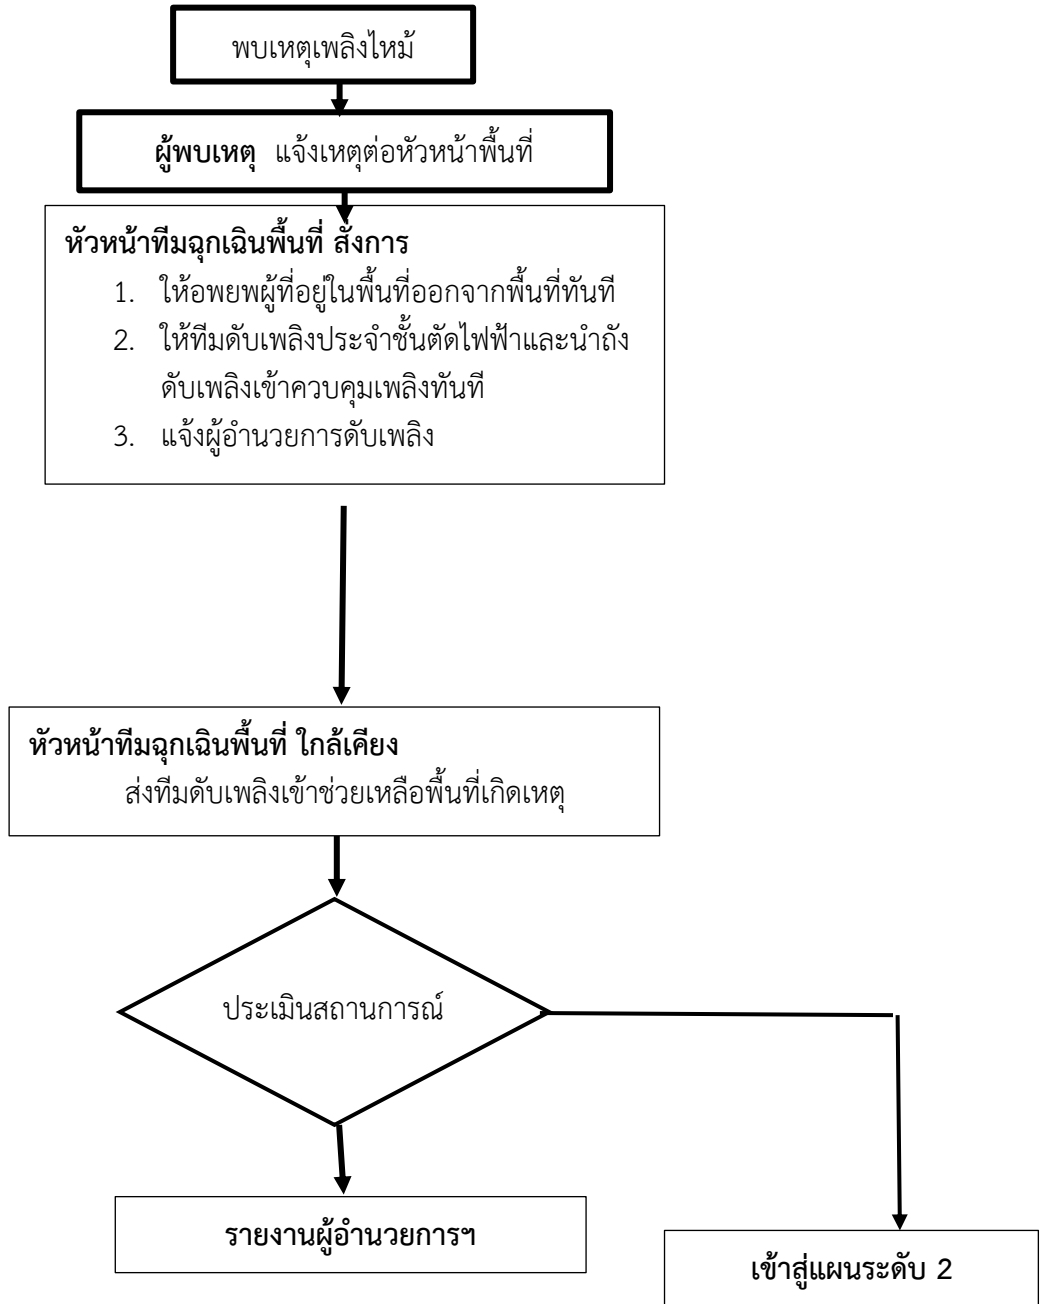 พบเหตุเพลิงไหม้
ผู้พบเหตุ แจ้งเหตุต่อหัวหน้าพื้นที่
หัวหน้าทีมฉุกเฉินพื้นที่ สั่งการ
1. ให้อพยพผู้ที่อยู่ในพื้นที่ออกจากพื้นที่ทันที
2. ให้ทีมดับเพลิงประจำชั้นตัดไฟฟ้าและนำถัง
ดับเพลิงเข้าควบคุมเพลิงทันที
3. แจ้งผู้อำนวยการดับเพลิง
หัวหน้าทีมฉุกเฉินพื้นที่ ใกล้เคียง
ส่งทีมดับเพลิงเข้าช่วยเหลือพื้นที่เกิดเหตุ
ประเมินสถานการณ์
รายงานผู้อำนวยการฯ
เข้าสู่แผนระดับ 2